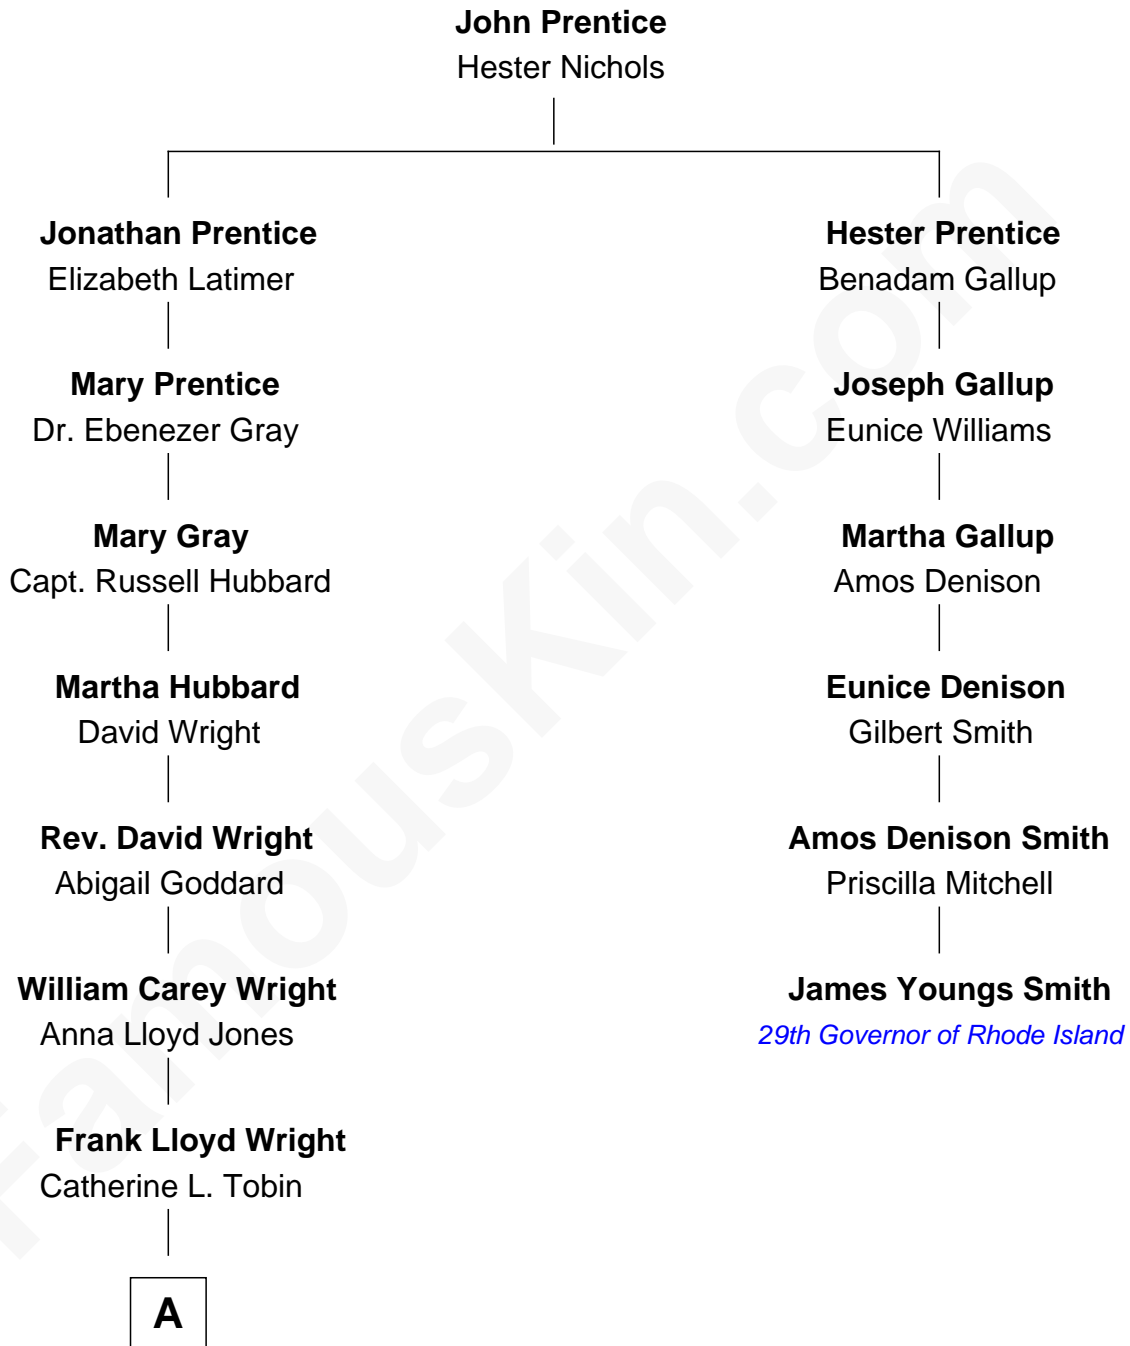 John Prentice
Hester Nichols
Jonathan Prentice
Elizabeth Latimer
Mary Prentice
Dr. Ebenezer Gray
Mary Gray
Capt. Russell Hubbard
Martha Hubbard
David Wright
Rev. David Wright
Abigail Goddard
William Carey Wright
Anna Lloyd Jones
Frank Lloyd Wright
Catherine L. Tobin
A
Hester Prentice
Benadam Gallup
Joseph Gallup
Eunice Williams
Martha Gallup
Amos Denison
Eunice Denison
Gilbert Smith
Amos Denison Smith
Priscilla Mitchell
James Youngs Smith
29th Governor of Rhode Island
FamousKin.com